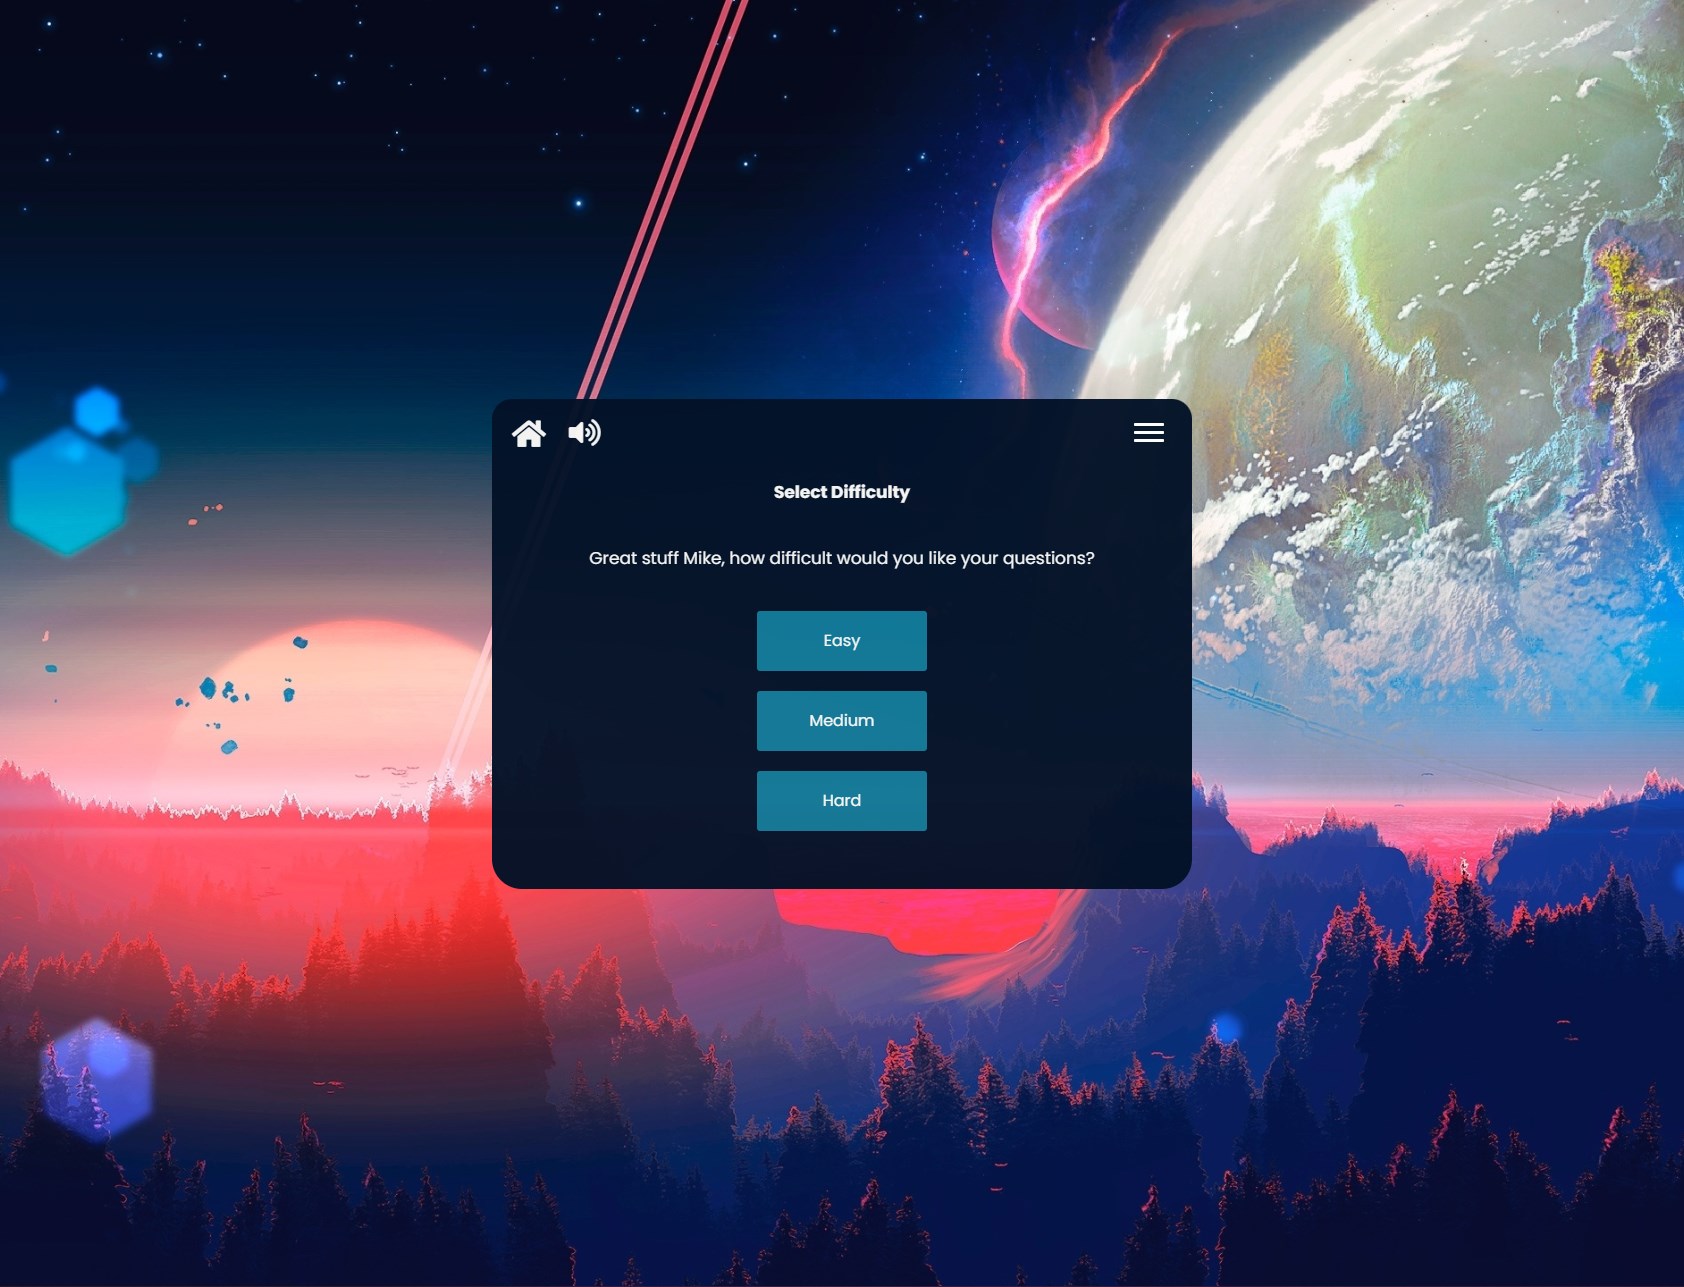 Select Difficulty
Great stuff Mike, how difficult would you like your questions?
Easy
Medium
Hard